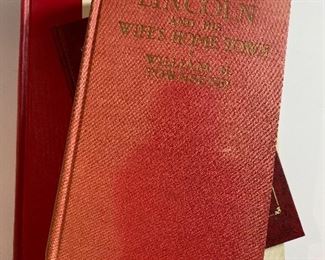 LINCOLN
AND HIS
WIFE'S HOME TOWN
WILLIAM H.
TOWNSEND